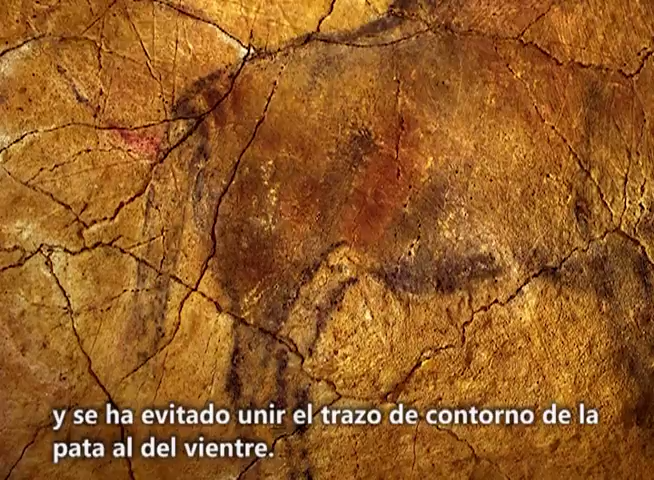 y se ha evitado unir el trazo de contorno de la
pata al del vientre.